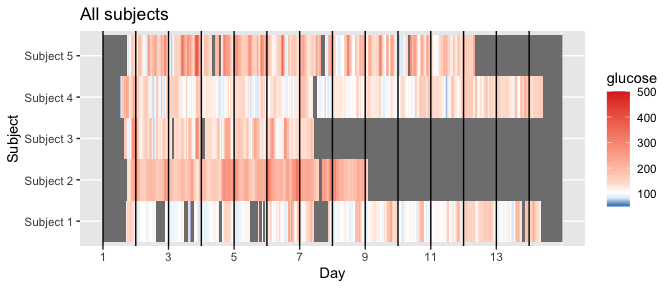 All subjects
Subject 5
Subject 4
Subject 3
Subject 2
Subject 1
Subject
1 3 5 7 9 11 13
Day
glucose
500
400
300
200
100